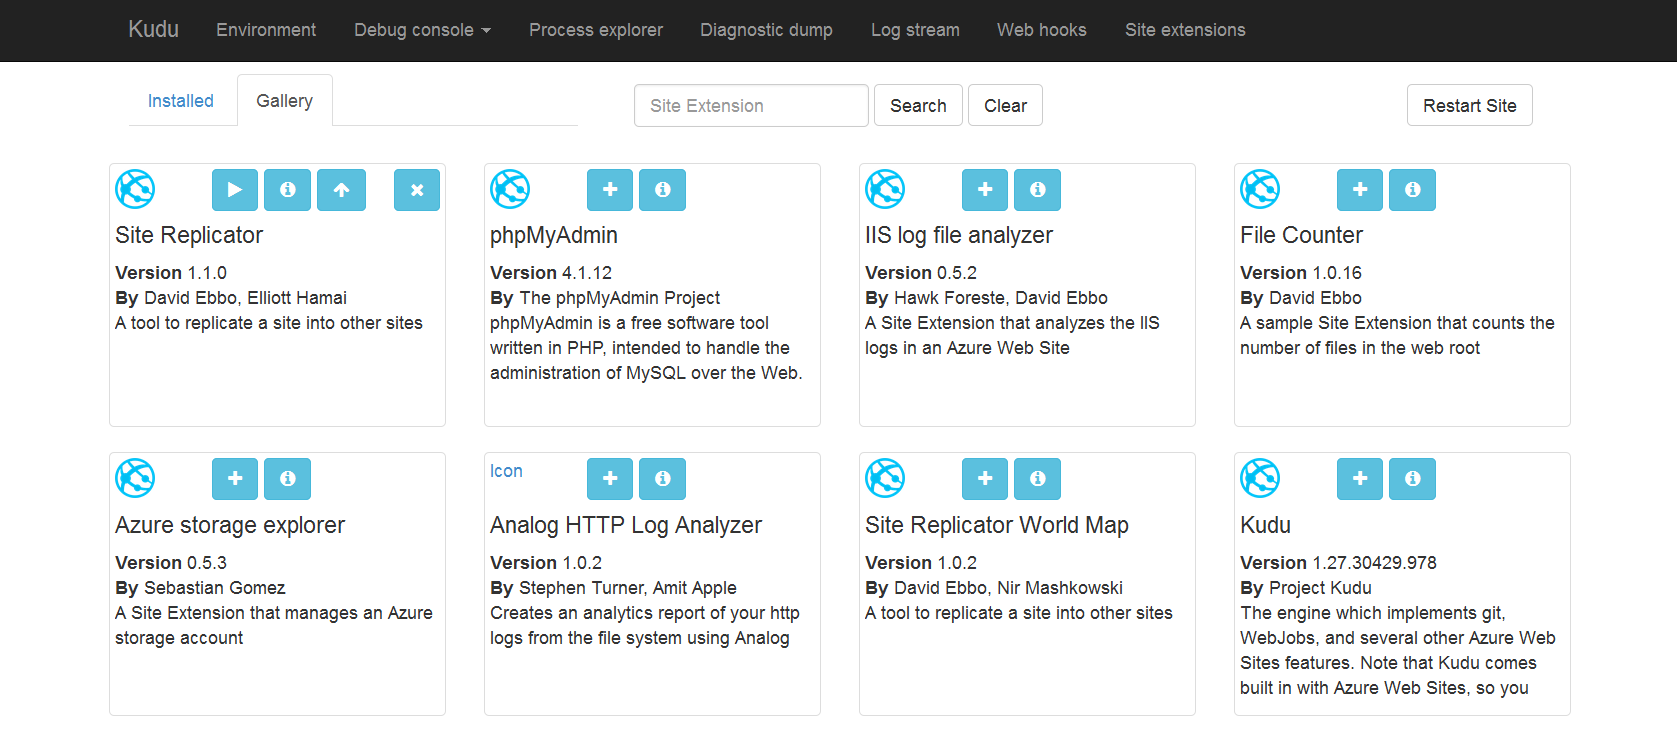 Kudu Environment Debug console Process explorer Diagnostic dump Log stream Web hooks Site extensions
Installed Gallery Site Extension Search Clear Restart Site
Site Replicator
Version 1.1.0
By David Ebbo, Elliott Hamai
A tool to replicate a site into other sites
phpMyAdmin
Version 4.1.12
By The phpMyAdmin Project
phpMyAdmin is a free software tool
written in PHP, intended to handle the
administration of MySQL over the Web.
IIS log file analyzer
Version 0.5.2
By Hawk Foreste, David Ebbo
A Site Extension that analyzes the IIS
logs in an Azure Web Site
File Counter
Version 1.0.16
By David Ebbo
A sample Site Extension that counts the
number of files in the web root
Azure storage explorer
Version 0.5.3
By Sebastian Gomez
A Site Extension that manages an Azure
storage account
Icon
Analog HTTP Log Analyzer
Version 1.0.2
By Stephen Turner, Amit Apple
Creates an analytics report of your http
logs from the file system using Analog
Site Replicator World Map
Version 1.0.2
By David Ebbo, Nir Mashkowski
A tool to replicate a site into other sites
Kudu
Version 1.27.30429.978
By Project Kudu
The engine which implements git,
WebJobs, and several other Azure Web
Sites features. Note that Kudu comes
built in with Azure Web Sites, so you